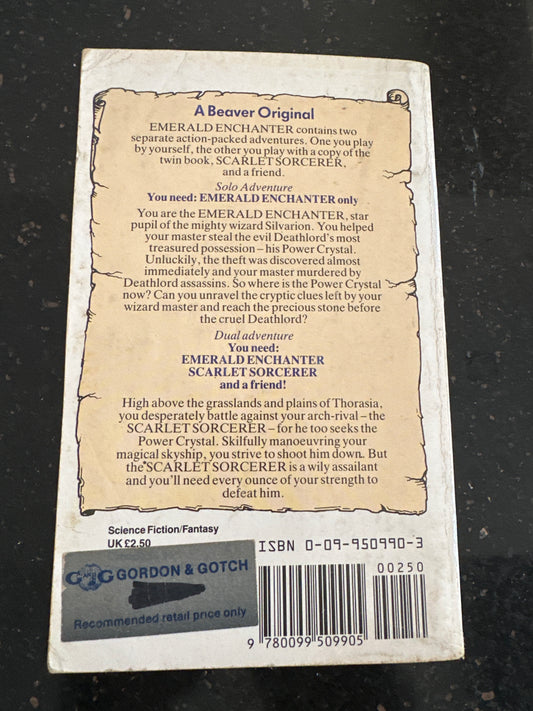 A Beaver Original
EMERALD ENCHANTER contains two
separate action-packed adventures. One you play
by yourself, the other you play with a copy of the
twin book, SCARLET SORCERER,
and a friend.
Solo Adventure
You need: EMERALD ENCHANTER only
You are the EMERALD ENCHANTER, star
pupil of the mighty wizard Silvarion. You helped
your master steal the evil Deathlord's most
treasured possession – his Power Crystal.
Unluckily, the theft was discovered almost
immediately and your master murdered by
Deathlord assassins. So where is the Power Crystal
now? Can you unravel the cryptic clues left by your
wizard master and reach the precious stone before
the cruel Deathlord?
Dual adventure
You need:
EMERALD ENCHANTER
SCARLET SORCERER
and a friend!
High above the grasslands and plains of Thorasia,
you desperately battle against your arch-rival – the
SCARLET SORCERER – for he too seeks the
Power Crystal. Skilfully manoeuvring your
magical skyship, you strive to shoot him down. But
the SCARLET SORCERER is a wily assailant
and you'll need every ounce of your strength to
defeat him.
Science Fiction/Fantasy
UK £2.50
ISBN 0-09-950990-3
00250
G AND G GORDON & GOTCH
Recommended retail price only
9 780099 509905